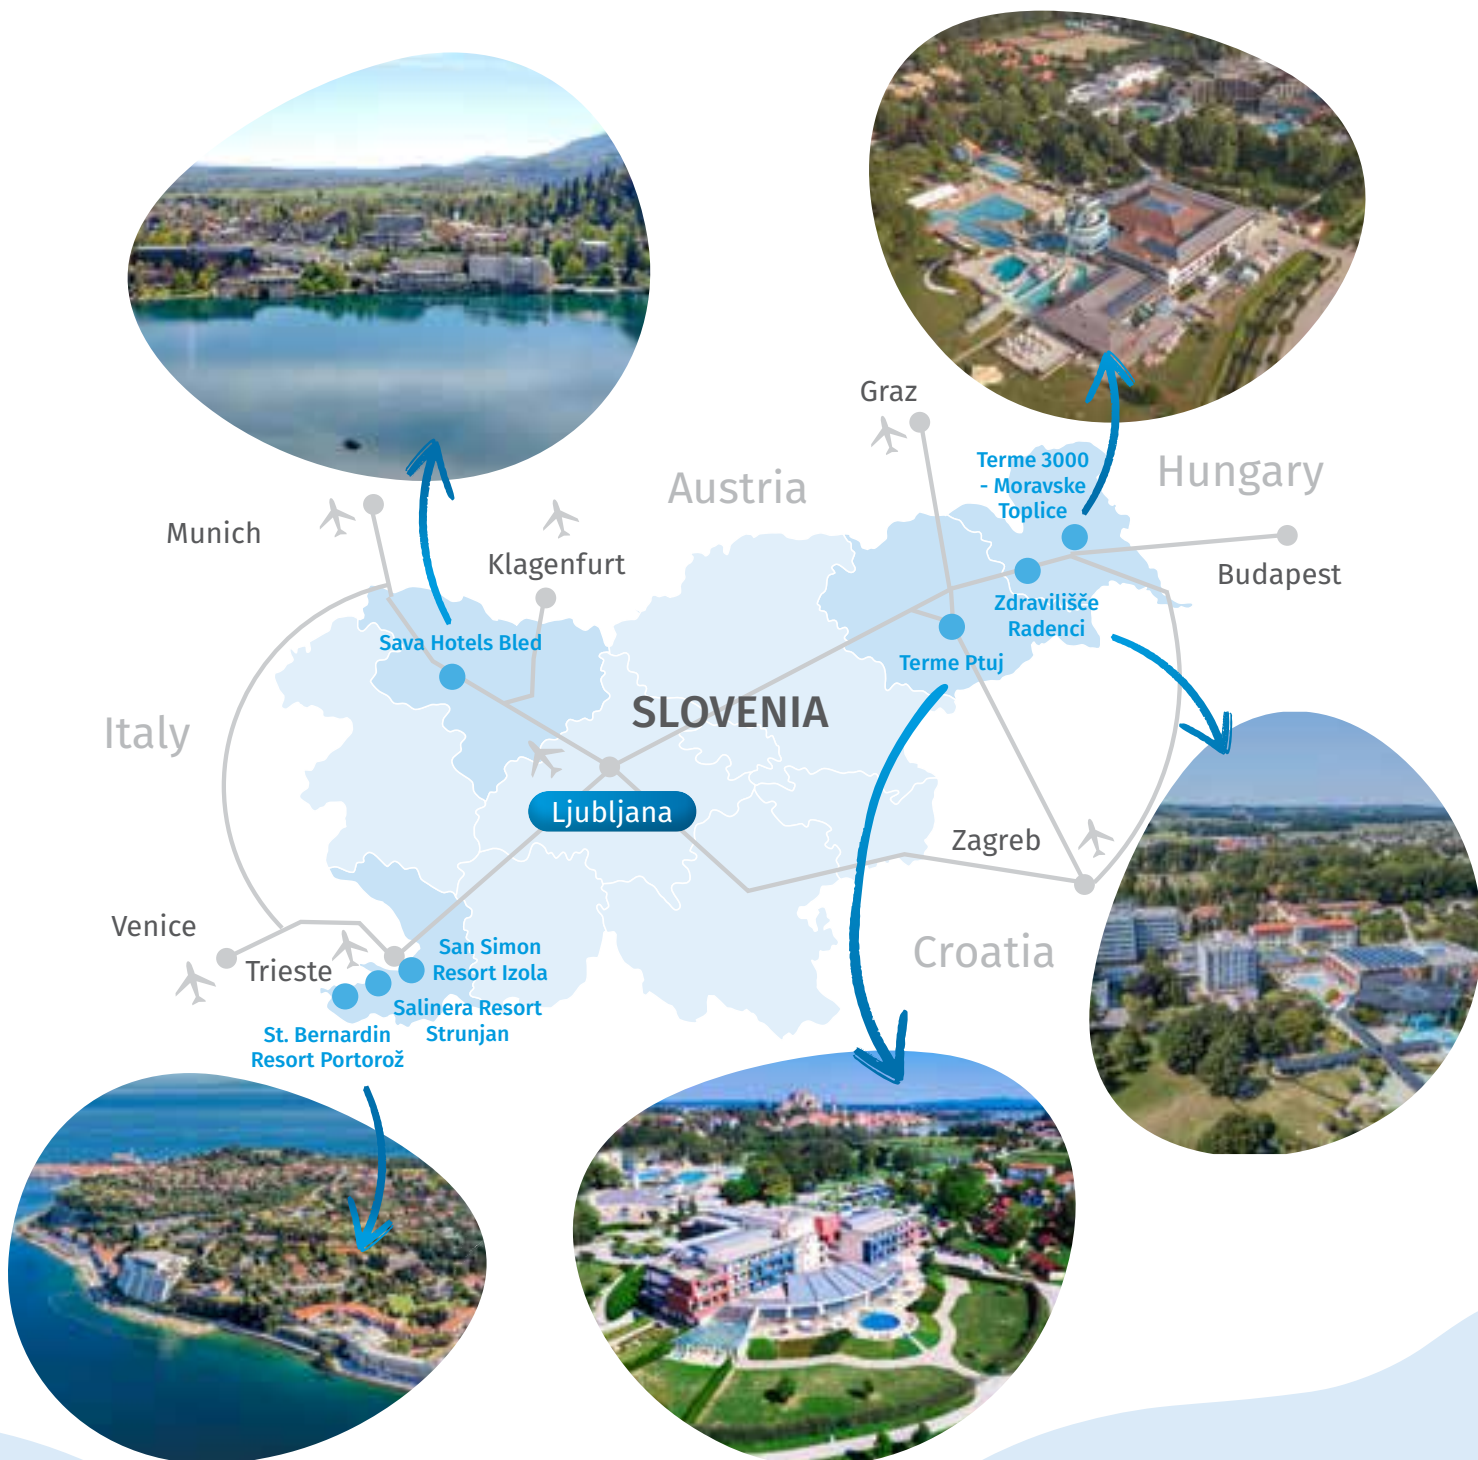 Graz
Terme 3000
- Moravske
Toplice
Hungary
Austria
Munich
Klagenfurt
Budapest
Zdravilišče
Radenci
Sava Hotels Bled
Terme Ptuj
SLOVENIA
Italy
Ljubljana
Zagreb
Venice
Trieste
San Simon
Resort Izola
Croatia
Salinera Resort
Strunjan
St. Bernardin
Resort Portorož